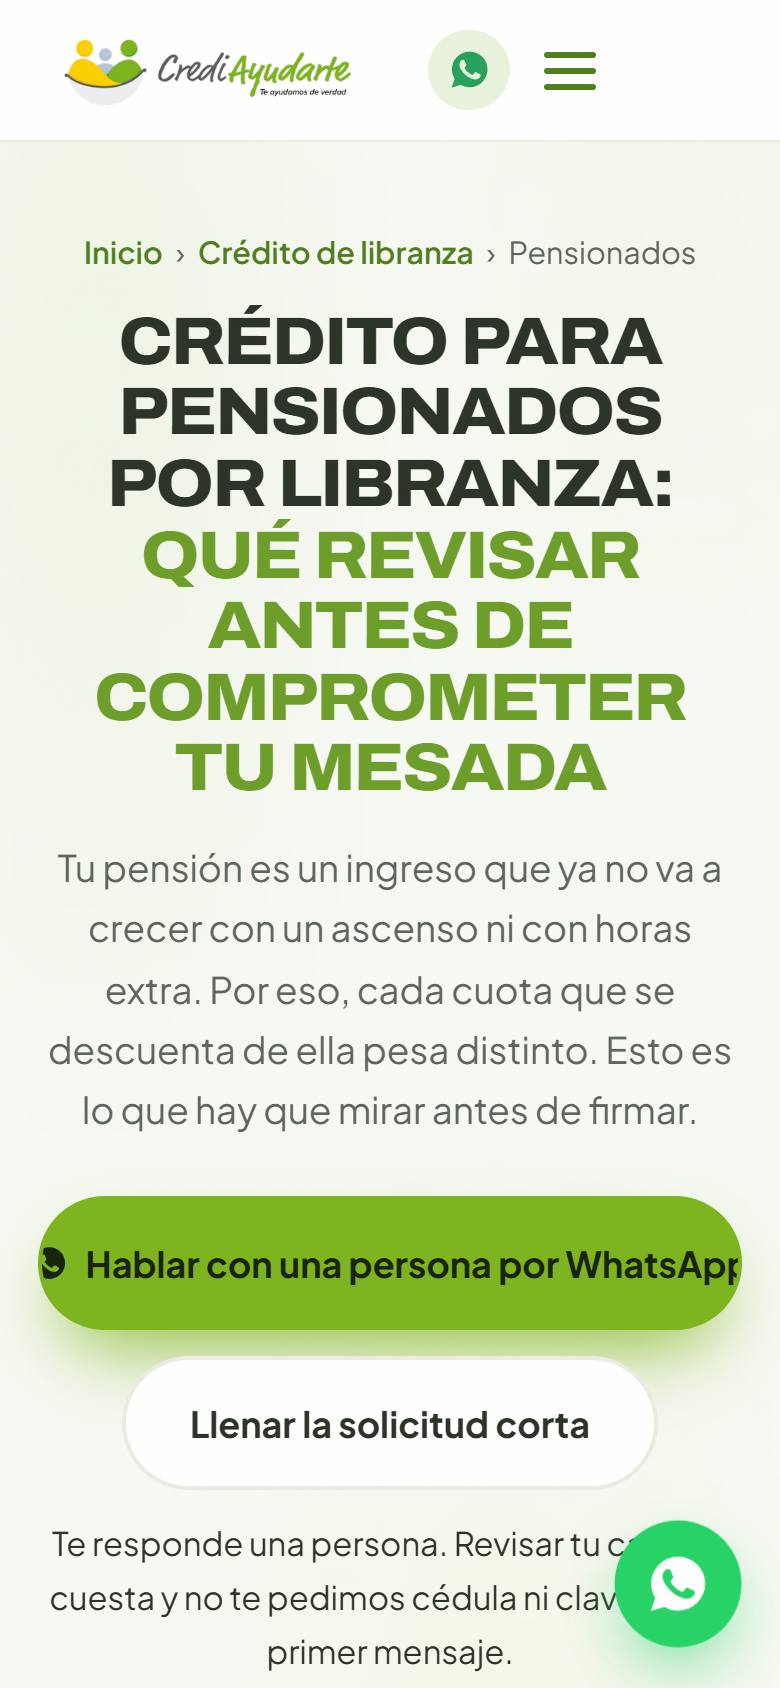 CrediAyudarte
Te ayudamos de verdad
Inicio › Crédito de libranza › Pensionados
CRÉDITO PARA
PENSIONADOS
POR LIBRANZA:
QUÉ REVISAR
ANTES DE
COMPROMETER
TU MESADA
Tu pensión es un ingreso que ya no va a
crecer con un ascenso ni con horas
extra. Por eso, cada cuota que se
descuenta de ella pesa distinto. Esto es
lo que hay que mirar antes de firmar.
Hablar con una persona por WhatsApp
Llenar la solicitud corta
Te responde una persona. Revisar tu
cuesta y no te pedimos cédula ni
primer mensaje.